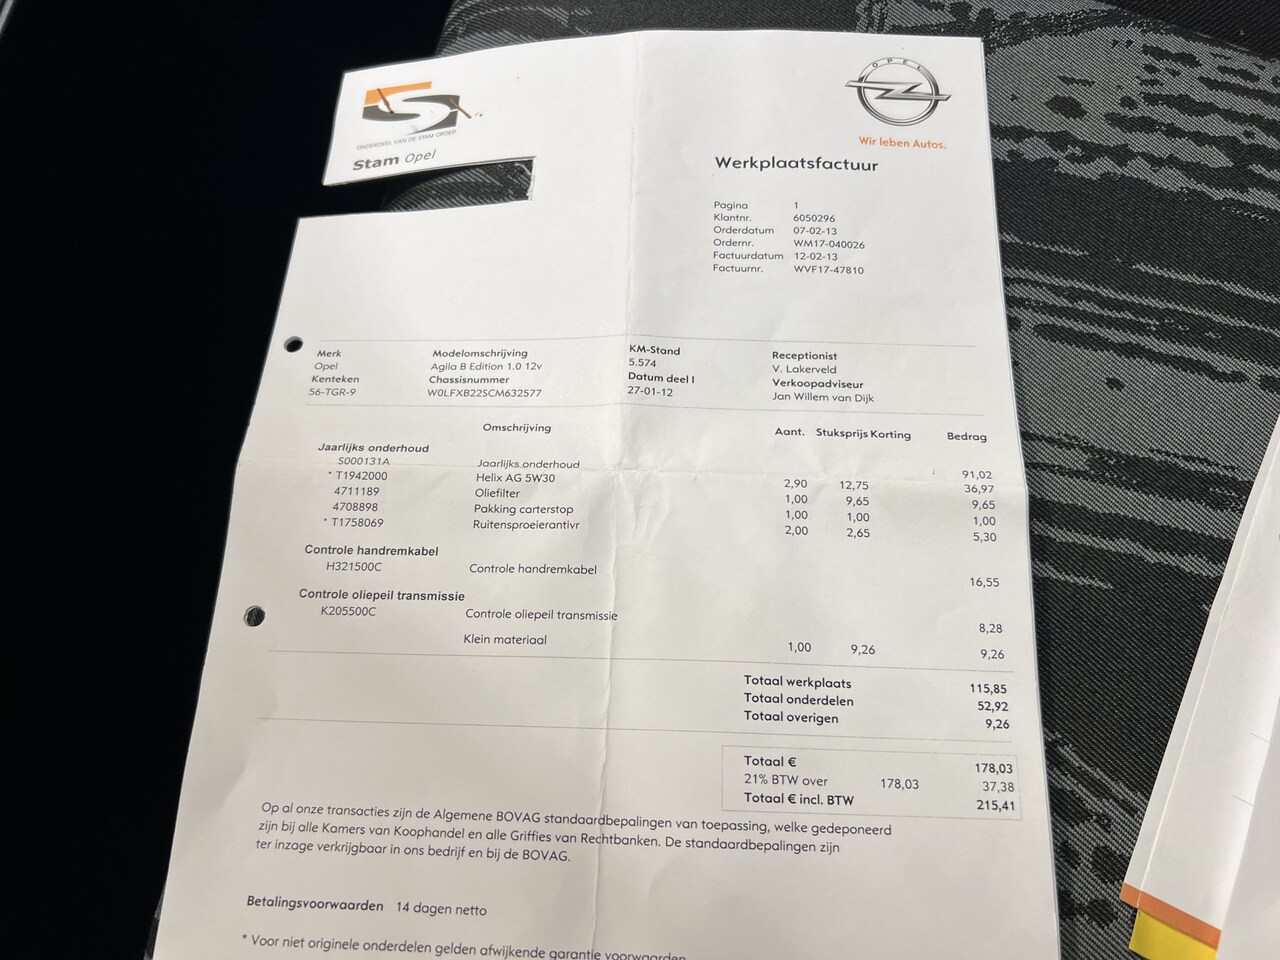 ONDERDEEL VAN DE STAM GROEP
Stam Opel
OPEL
Wir leben Autos.
Werkplaatsfactuur
Pagina 1
Klantnr. 6050296
Orderdatum 07-02-13
Ordernr. WM17-040026
Factuurdatum 12-02-13
Factuurnr. WVF17-47810
Merk Modelomschrijving KM-Stand Receptionist
Opel Agila B Edition 1.0 12v 5.574 V. Lakerveld
Kenteken Chassisnummer Datum deel I Verkoopadviseur
56-TGR-9 W0LFXB22SCM632577 27-01-12 Jan Willem van Dijk
Omschrijving Aant. Stuksprijs Korting Bedrag
Jaarlijks onderhoud
S000131A Jaarlijks onderhoud 91,02
* T1942000 Helix AG 5W30 2,90 12,75 36,97
4711189 Oliefilter 1,00 9,65 9,65
4708898 Pakking carterstop 1,00 1,00 1,00
* T1758069 Ruitensproeierantivr 2,00 2,65 5,30
Controle handremkabel
H321500C Controle handremkabel 16,55
Controle oliepeil transmissie
K205500C Controle oliepeil transmissie 8,28
Klein materiaal 1,00 9,26 9,26
Totaal werkplaats 115,85
Totaal onderdelen 52,92
Totaal overigen 9,26
Totaal € 178,03
21% BTW over 178,03 37,38
Totaal € incl. BTW 215,41
Op al onze transacties zijn de Algemene BOVAG standaardbepalingen van toepassing, welke gedeponeerd
zijn bij alle Kamers van Koophandel en alle Griffies van Rechtbanken. De standaardbepalingen zijn
ter inzage verkrijgbaar in ons bedrijf en bij de BOVAG.
Betalingsvoorwaarden 14 dagen netto
* Voor niet originele onderdelen gelden afwijkende garantie voorwaarden